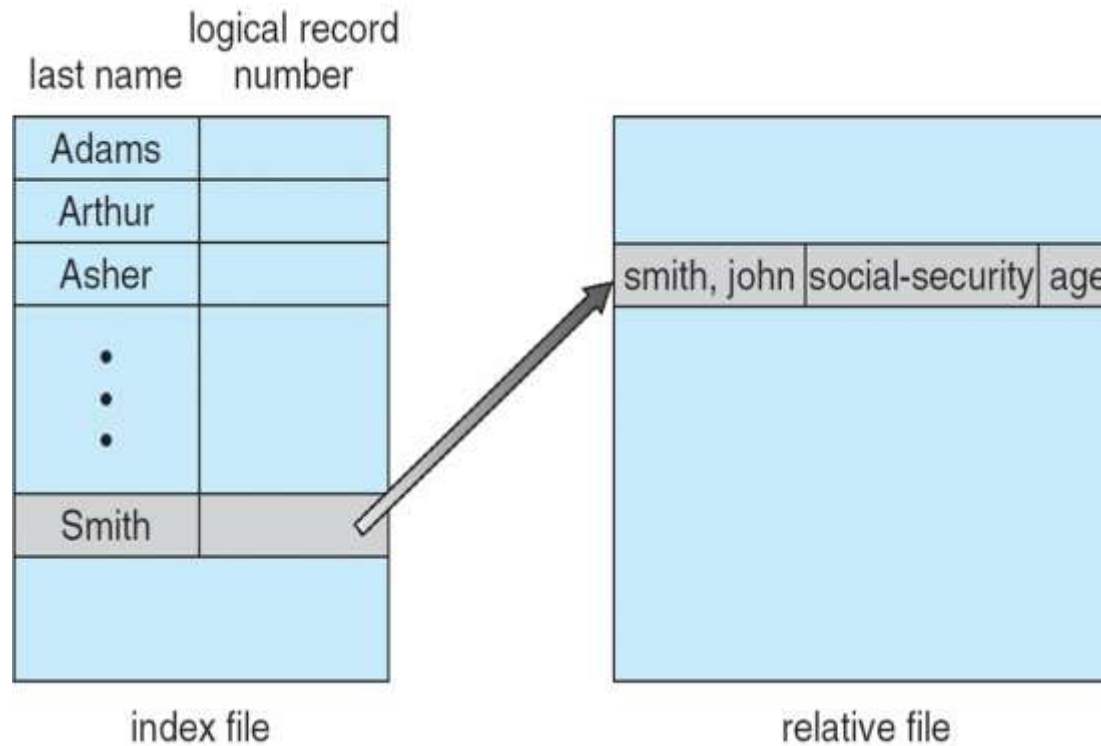 logical record
last name number
Adams
Arthur
Asher
Smith
smith, john social-security age
index file
relative file